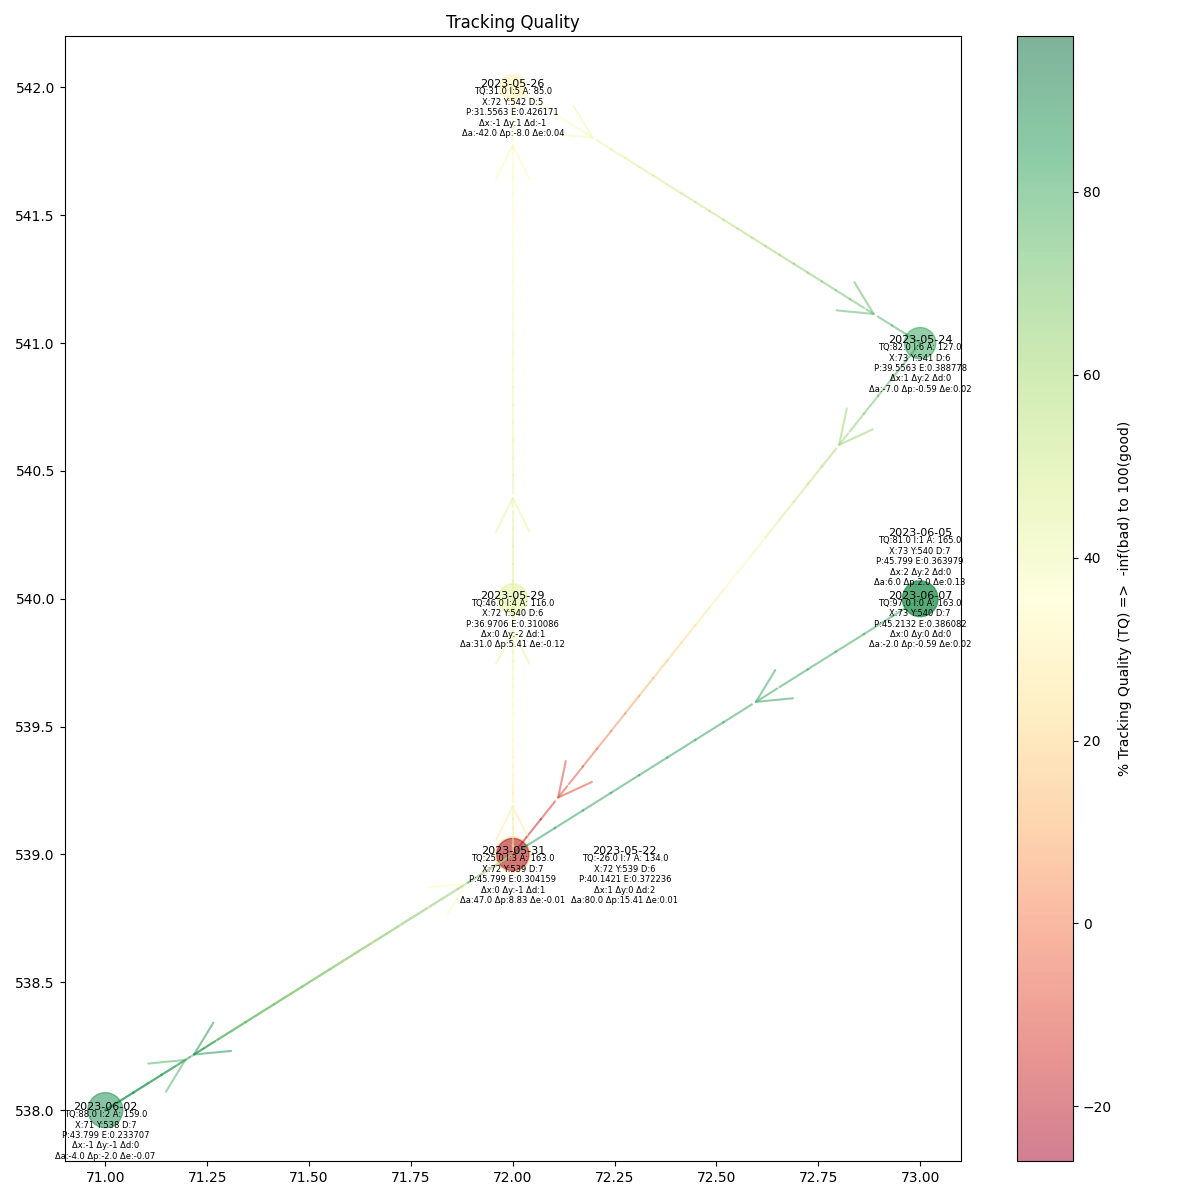 Tracking Quality
542.0
541.5
541.0
540.5
540.0
539.5
539.0
538.5
538.0
2023-05-26
TQ:31.0 I:5 A: 85.0
X:72 Y:542 D:5
P:31.5563 E:0.426171
Δx:-1 Δy:1 Δd:-1
Δa:-42.0 Δp:-8.0 Δe:0.04
2023-05-24
TQ:82.0 I:6 A: 127.0
X:73 Y:541 D:6
P:39.5563 E:0.388778
Δx:1 Δy:2 Δd:0
Δa:-7.0 Δp:-0.59 Δe:0.02
2023-06-05
TQ:81.0 I:1 A: 165.0
X:73 Y:540 D:7
P:45.799 E:0.363979
Δx:2 Δy:2 Δd:0
Δa:6.0 Δp:2.0 Δe:0.13
2023-06-07
TQ:97.0 I:0 A: 163.0
X:73 Y:540 D:7
P:45.2132 E:0.386082
Δx:0 Δy:0 Δd:0
Δa:-2.0 Δp:-0.59 Δe:0.02
2023-05-29
TQ:46.0 I:4 A: 116.0
X:72 Y:540 D:6
P:36.9706 E:0.310086
Δx:0 Δy:-2 Δd:1
Δa:31.0 Δp:5.41 Δe:-0.12
2023-05-31
TQ:25.0 I:3 A: 163.0
X:72 Y:539 D:7
P:45.799 E:0.304159
Δx:0 Δy:-1 Δd:1
Δa:47.0 Δp:8.83 Δe:-0.01
2023-05-22
TQ:-26.0 I:7 A: 134.0
X:72 Y:539 D:6
P:40.1421 E:0.372236
Δx:1 Δy:0 Δd:2
Δa:80.0 Δp:15.41 Δe:0.01
2023-06-02
TQ:88.0 I:2 A: 159.0
X:71 Y:538 D:7
P:43.799 E:0.233707
Δx:-1 Δy:-1 Δd:0
Δa:-4.0 Δp:-2.0 Δe:-0.07
71.00 71.25 71.50 71.75 72.00 72.25 72.50 72.75 73.00
80
60
40
20
0
−20
% Tracking Quality (TQ) => -inf(bad) to 100(good)